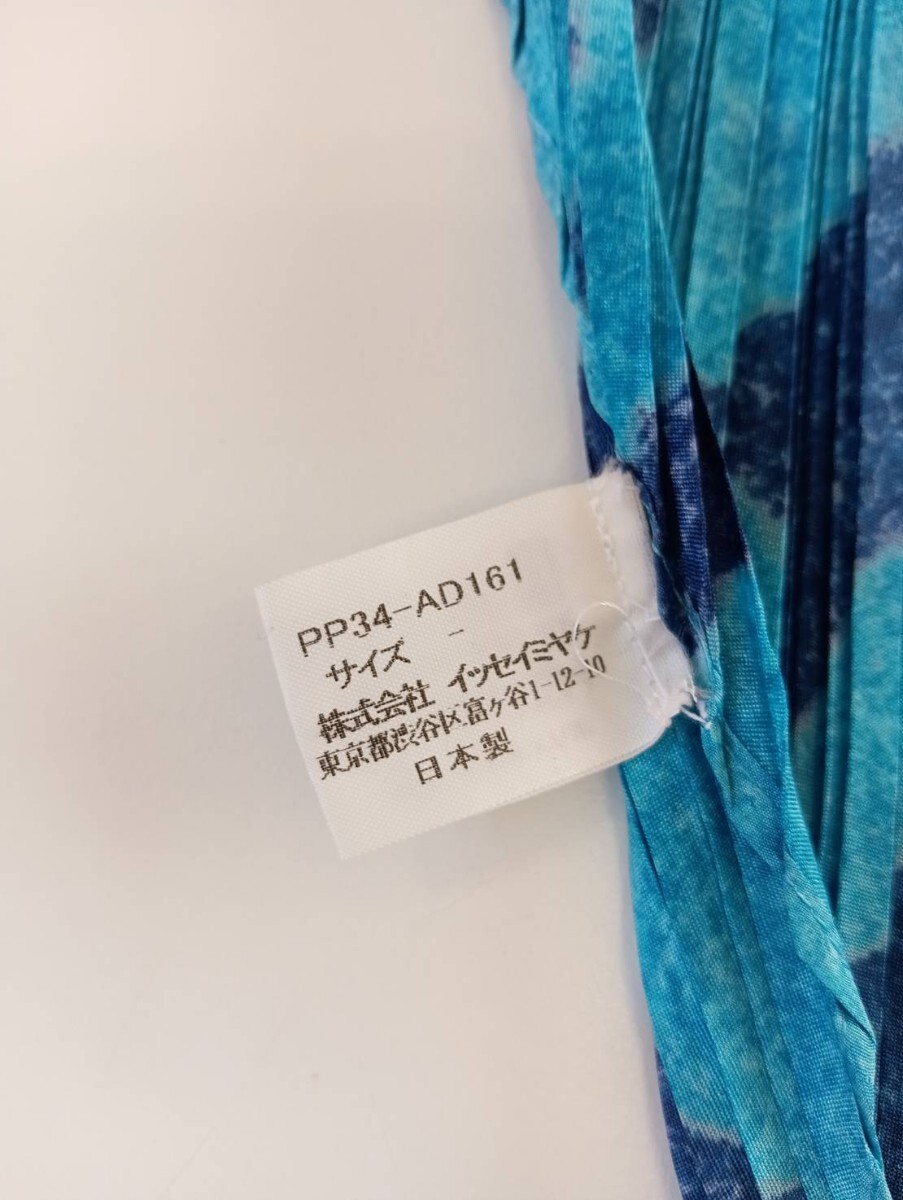 PP34-AD161
サイズ -
株式会社 イッセイミヤケ
東京都渋谷区富ヶ谷1-12-10
日本製